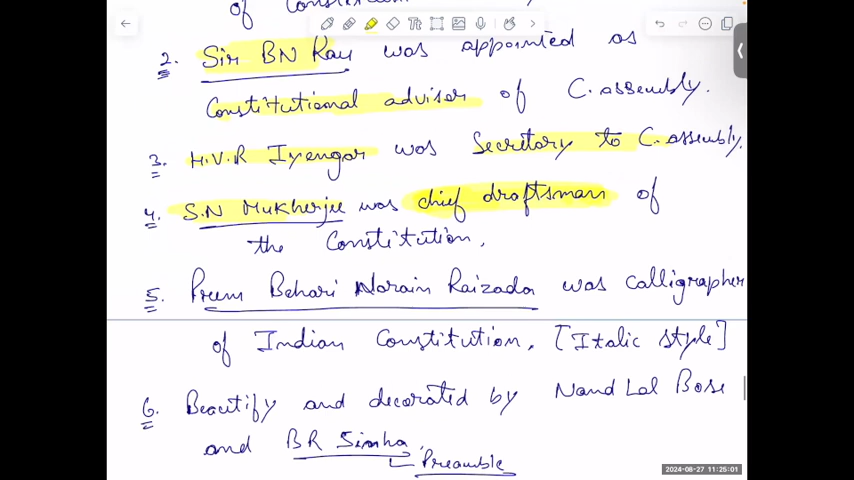 of
2. Sir BN Rau was appointed as
Constitutional adviser of C. assembly.
3. H.V.R Iyengar was Secretary to C. assembly.
4. S.N Mukherjee was chief draftsman of
the Constitution,
5. Prem Behari Narain Raizada was Calligrapher
of Indian Constitution, [Italic style]
6. Beautify and decorated by Nand Lal Bose
and BR Sinha,
Preamble
2024-08-27 11:25:01